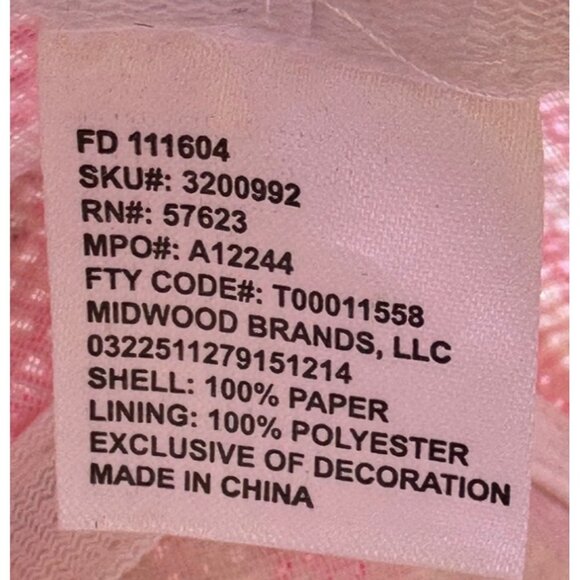 FD 111604
SKU#: 3200992
RN#: 57623
MPO#: A12244
FTY CODE#: T00011558
MIDWOOD BRANDS, LLC
0322511279151214
SHELL: 100% PAPER
LINING: 100% POLYESTER
EXCLUSIVE OF DECORATION
MADE IN CHINA